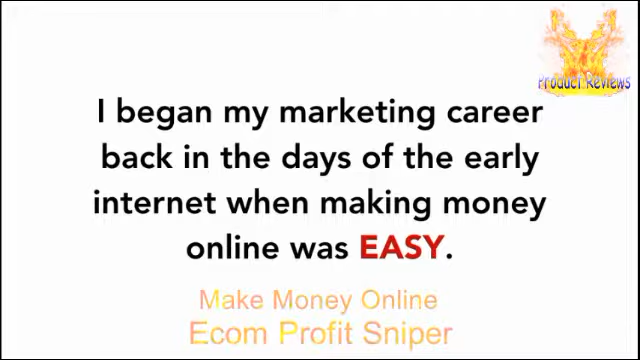 Product Reviews
I began my marketing career
back in the days of the early
internet when making money
online was EASY.
Make Money Online
Ecom Profit Sniper